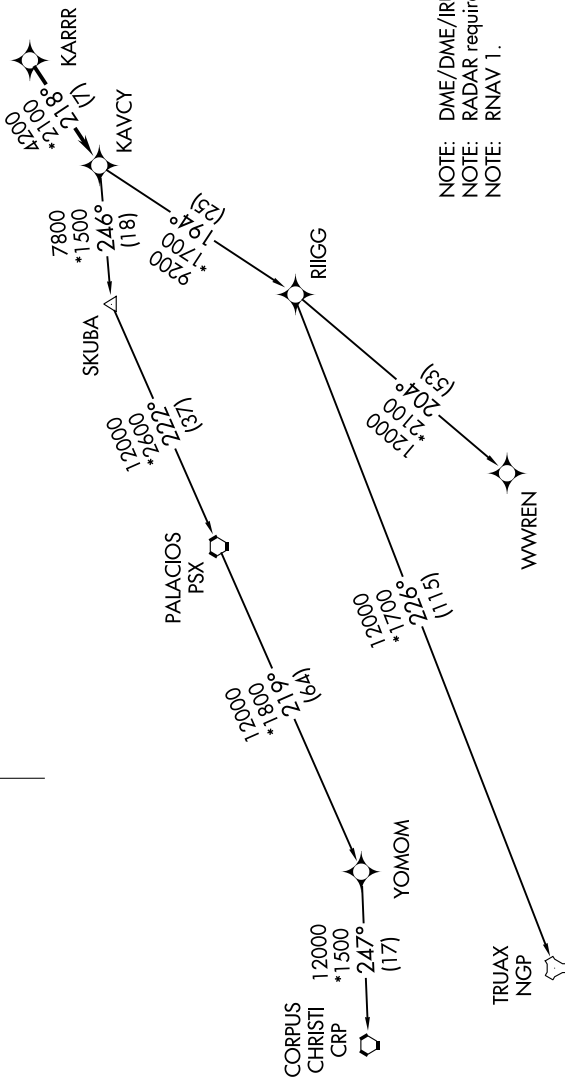 KARRR
4200
*2100
218°
(7)
KAVCY
7800
*1500
246°
(18)
SKUBA
9200
*1700
194°
(25)
RIIGG
12000
*2600
222°
(37)
PALACIOS
PSX
12000
*2100
204°
(53)
WWREN
12000
*1800
219°
(64)
YOMOM
12000
*1700
226°
(115)
TRUAX
NGP
12000
*1500
247°
(17)
CORPUS
CHRISTI
CRP
NOTE: DME/DME/IRU
NOTE: RADAR require
NOTE: RNAV 1.